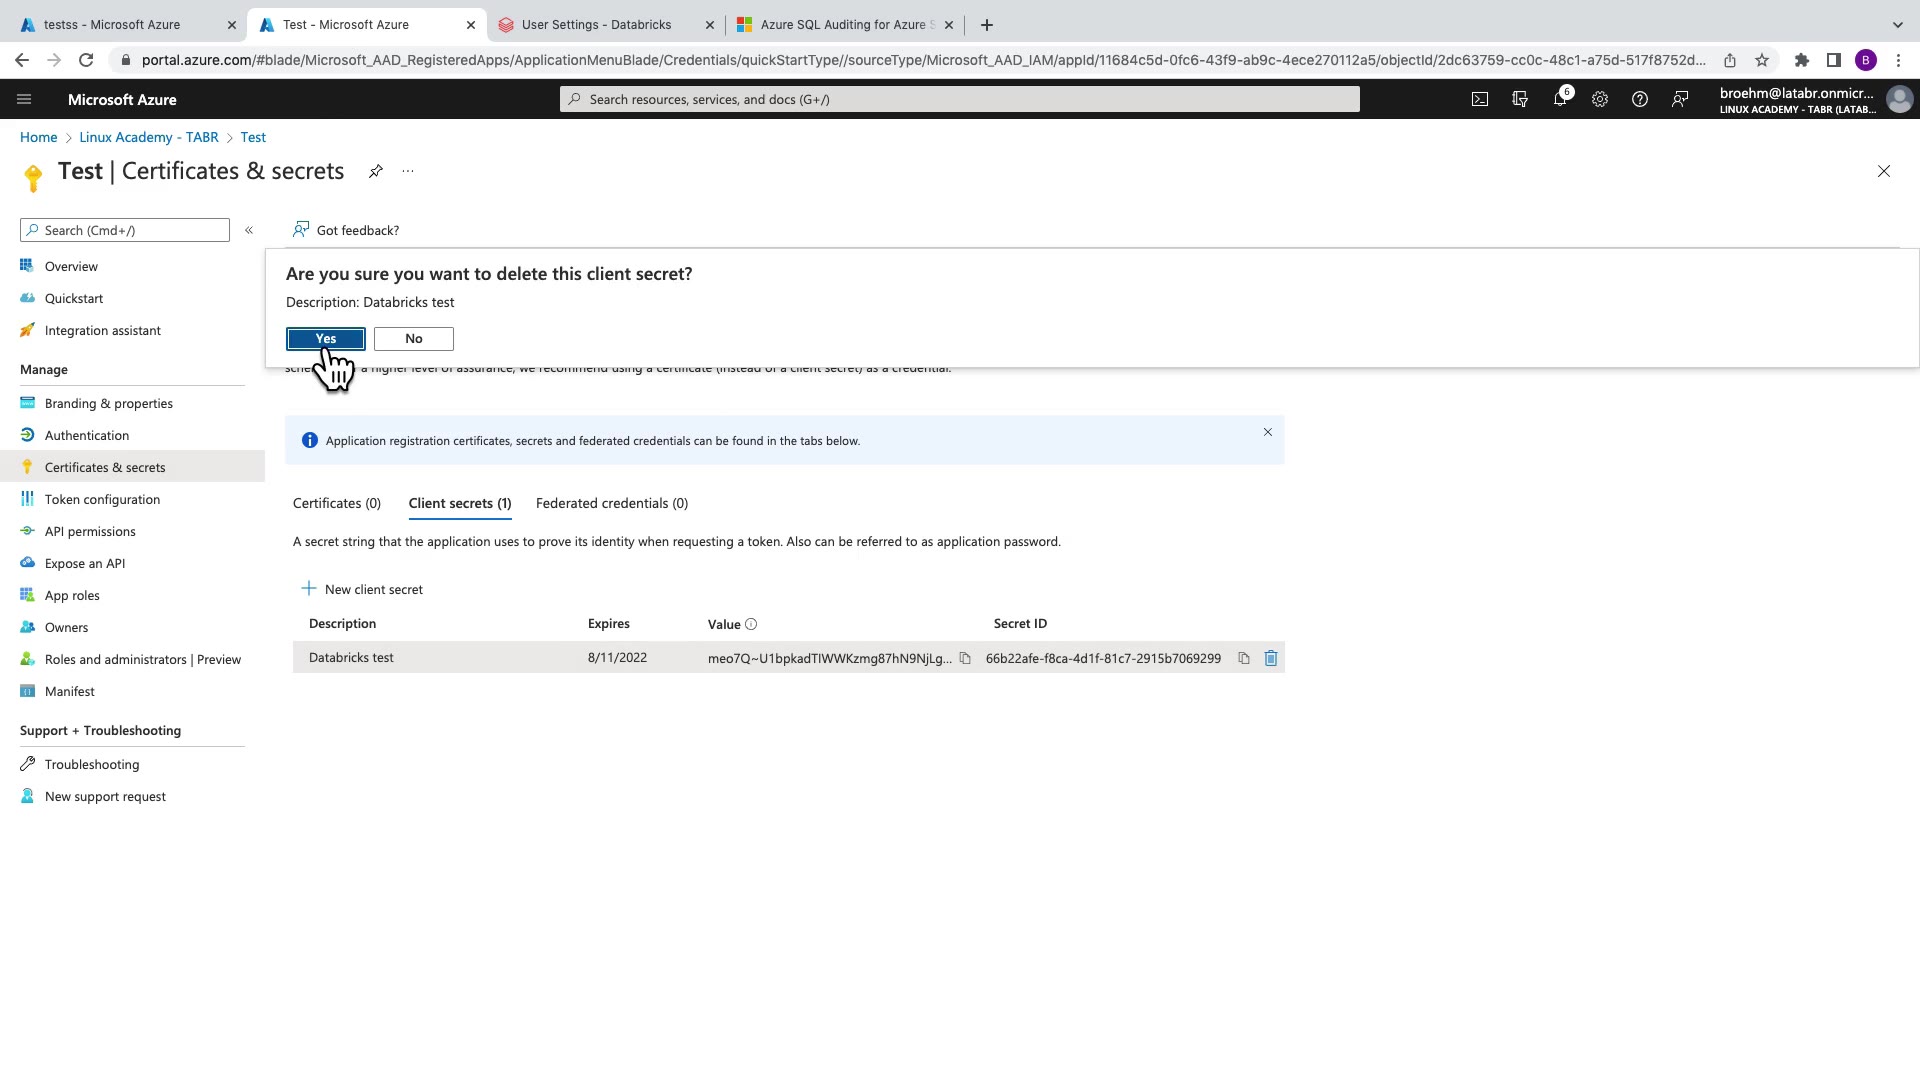 testss - Microsoft Azure
Test - Microsoft Azure
User Settings - Databricks
Azure SQL Auditing for Azure S
portal.azure.com/#blade/Microsoft_AAD_RegisteredApps/ApplicationMenuBlade/Credentials/quickStartType//sourceType/Microsoft_AAD_IAM/appId/11684c5d-0fc6-43f9-ab9c-4ece270112a5/objectId/2dc63759-cc0c-48c1-a75d-517f8752d...
B
Microsoft Azure
Search resources, services, and docs (G+/)
6
broehm@latabr.onmicr...
LINUX ACADEMY - TABR (LATAB...
Home > Linux Academy - TABR > Test
Test | Certificates & secrets
Search (Cmd+/)
Got feedback?
Overview
Quickstart
Integration assistant
Manage
Branding & properties
Authentication
Certificates & secrets
Token configuration
API permissions
Expose an API
App roles
Owners
Roles and administrators | Preview
Manifest
Support + Troubleshooting
Troubleshooting
New support request
Are you sure you want to delete this client secret?
Description: Databricks test
Yes
No
a higher level of assurance, we recommend using a certificate (instead of a client secret) as a credential.
Application registration certificates, secrets and federated credentials can be found in the tabs below.
Certificates (0)
Client secrets (1)
Federated credentials (0)
A secret string that the application uses to prove its identity when requesting a token. Also can be referred to as application password.
New client secret
Description Expires Value Secret ID
Databricks test 8/11/2022 meo7Q~U1bpkadTIWWKzmg87hN9NjLg... 66b22afe-f8ca-4d1f-81c7-2915b7069299